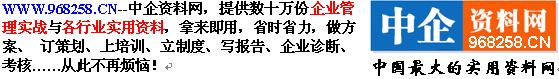 WWW.968258.CN--中企资料网，提供数十万份企业管
理实战与各行业实用资料，拿来即用，省时省力，做方
案、 订策划、上培训、立制度、写报告、企业诊断、
考核……从此不再烦恼！
中企资料网
968258.CN
中国最大的实用资料网